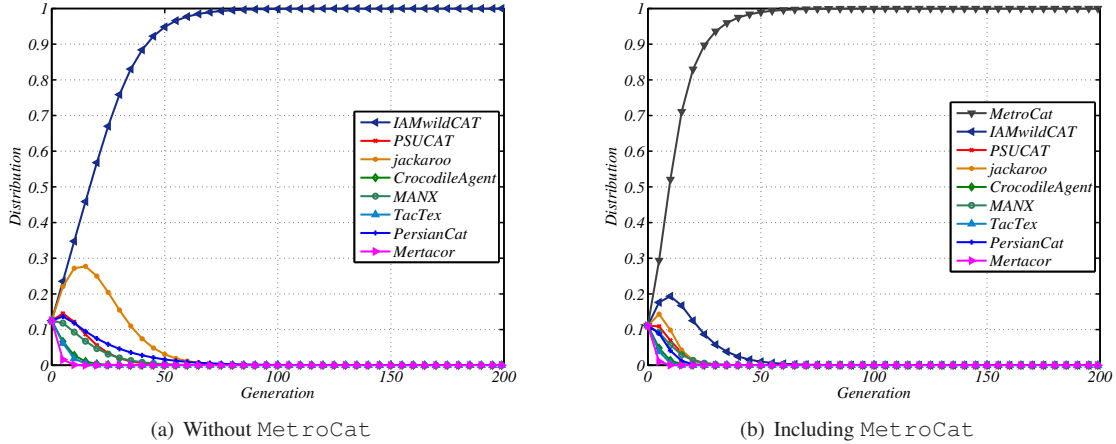 1
0.9
0.8
0.7
0.6
0.5
0.4
0.3
0.2
0.1
0
0
50
100
150
200
Distribution
Generation
IAMwildCAT
PSUCAT
jackaroo
CrocodileAgent
MANX
TacTex
PersianCat
Mertacor
(a) Without MetroCat
1
0.9
0.8
0.7
0.6
0.5
0.4
0.3
0.2
0.1
0
0
50
100
150
200
Distribution
Generation
MetroCat
IAMwildCAT
PSUCAT
jackaroo
CrocodileAgent
MANX
TacTex
PersianCat
Mertacor
(b) Including MetroCat